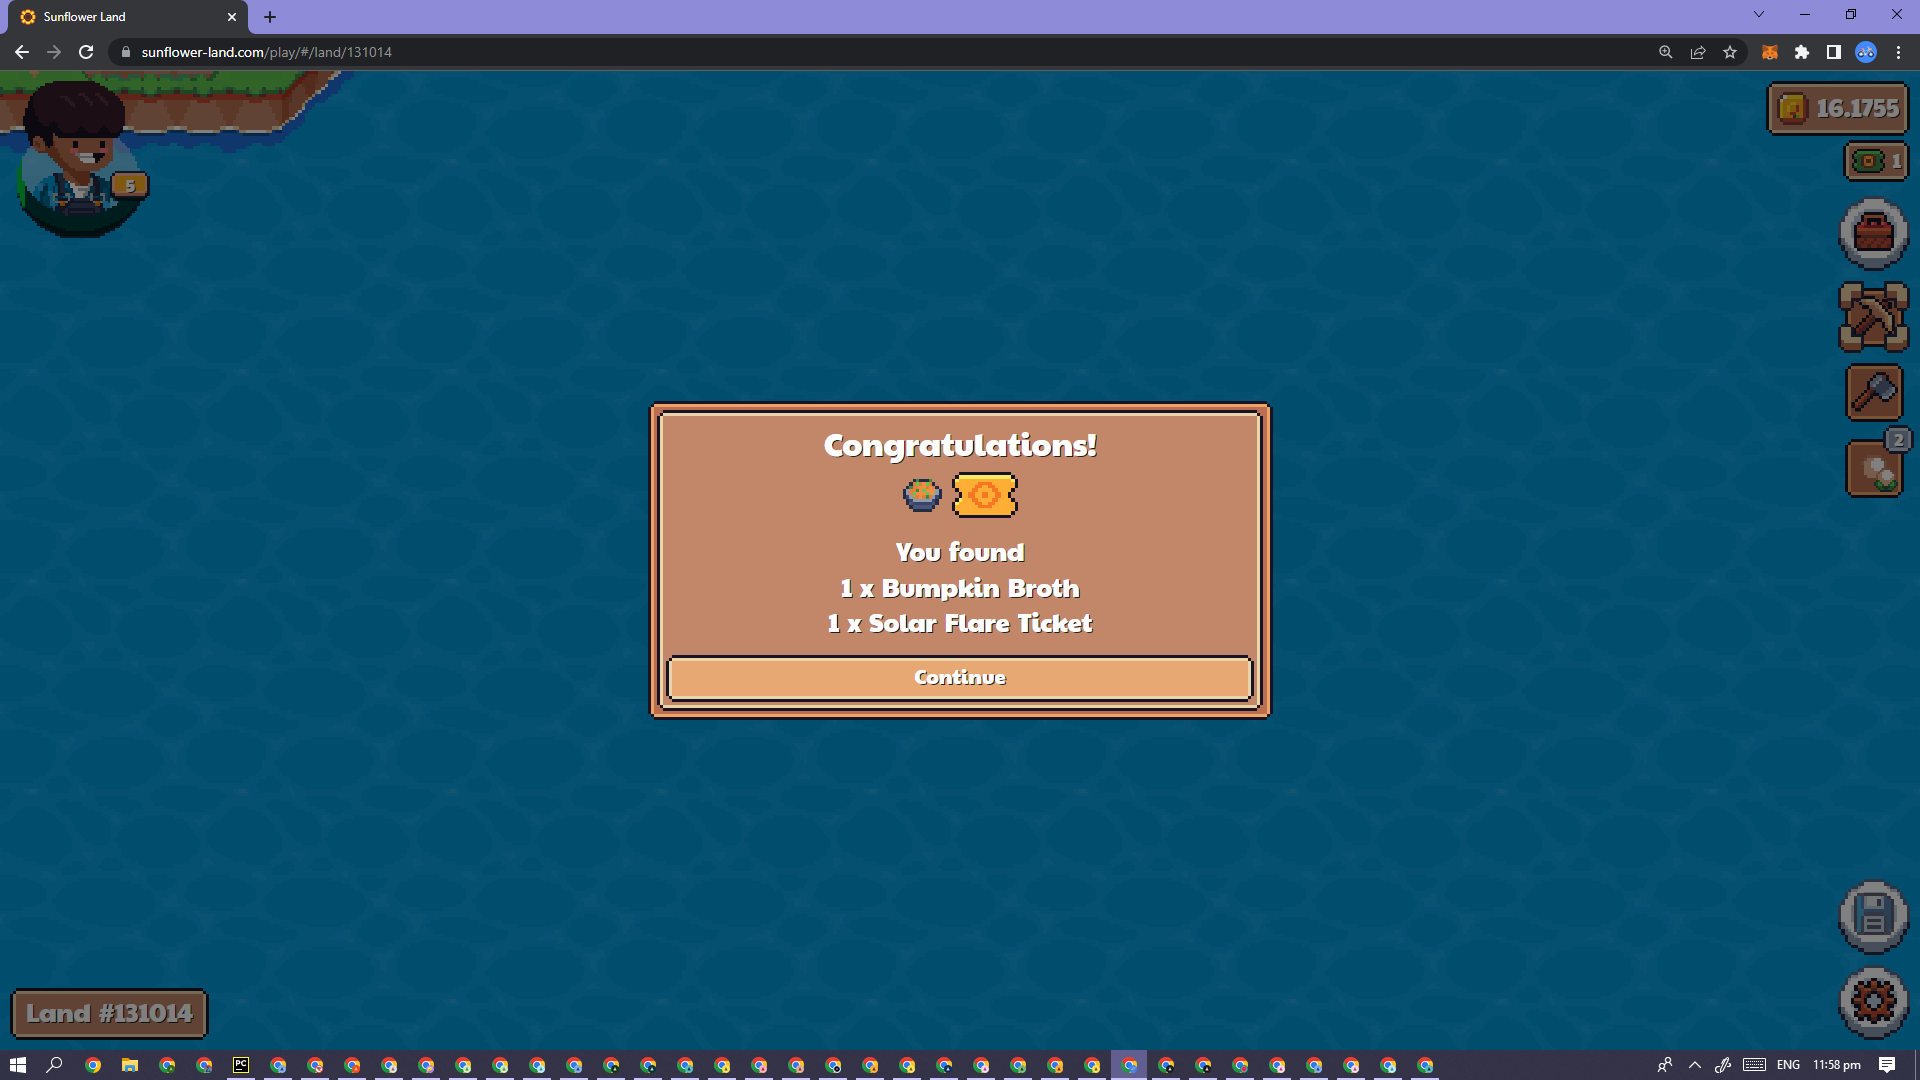 Sunflower Land
sunflower-land.com/play/#/land/131014
16.1755
1
5
2
Congratulations!
You found
1 x Bumpkin Broth
1 x Solar Flare Ticket
Continue
Land #131014
PC
ENG
11:58 pm